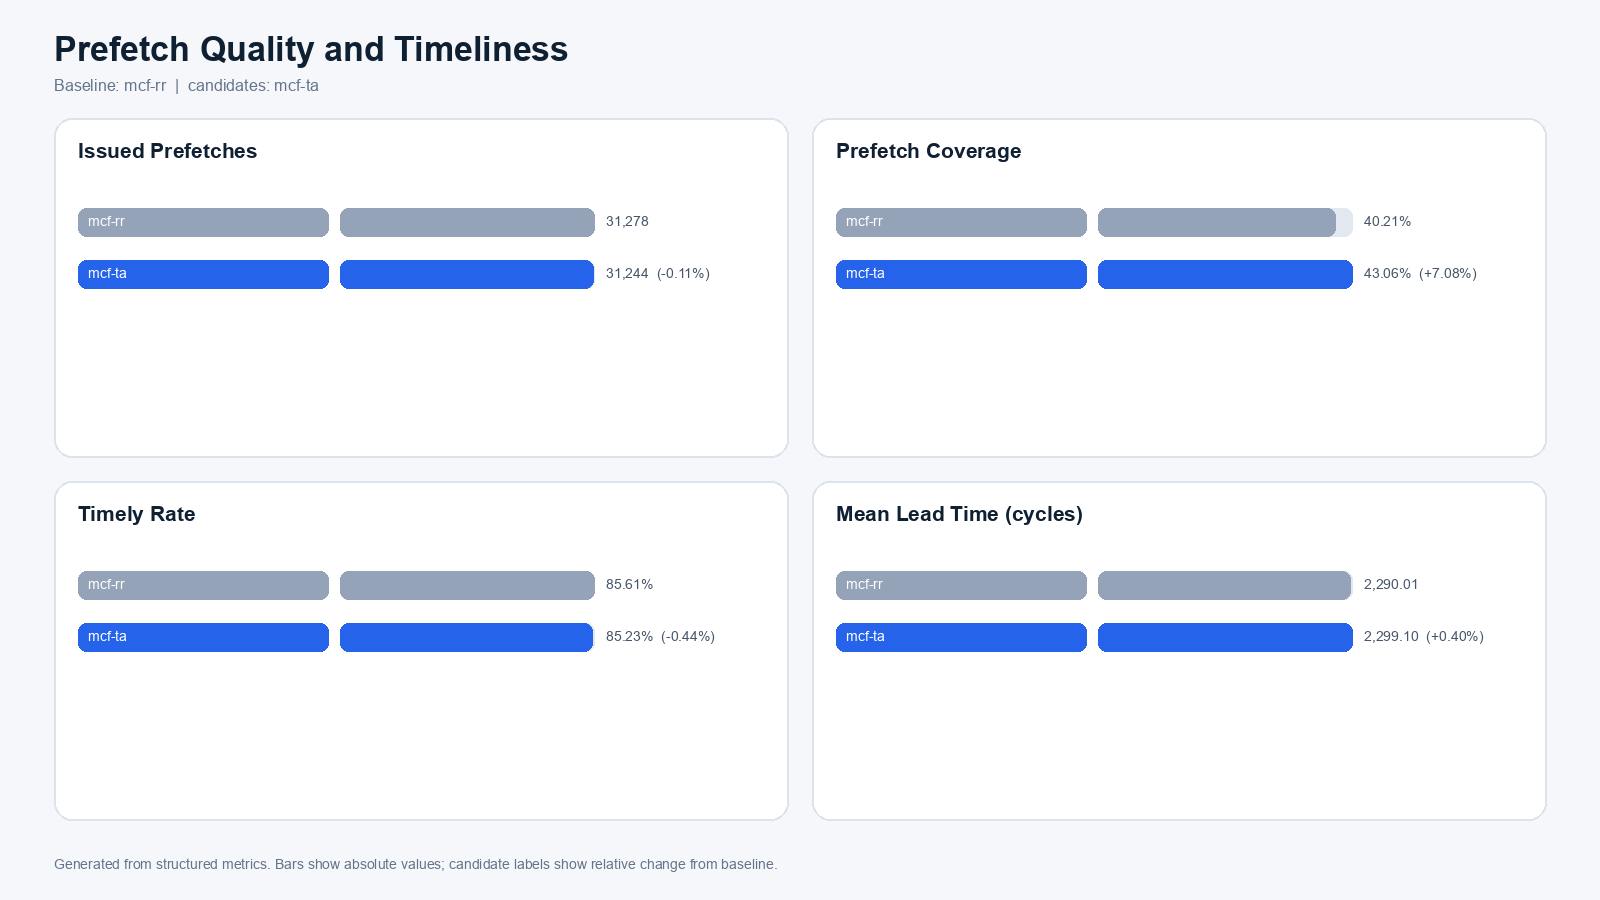 Prefetch Quality and Timeliness
Baseline: mcf-rr | candidates: mcf-ta
Issued Prefetches
mcf-rr 31,278
mcf-ta 31,244 (-0.11%)
Prefetch Coverage
mcf-rr 40.21%
mcf-ta 43.06% (+7.08%)
Timely Rate
mcf-rr 85.61%
mcf-ta 85.23% (-0.44%)
Mean Lead Time (cycles)
mcf-rr 2,290.01
mcf-ta 2,299.10 (+0.40%)
Generated from structured metrics. Bars show absolute values; candidate labels show relative change from baseline.